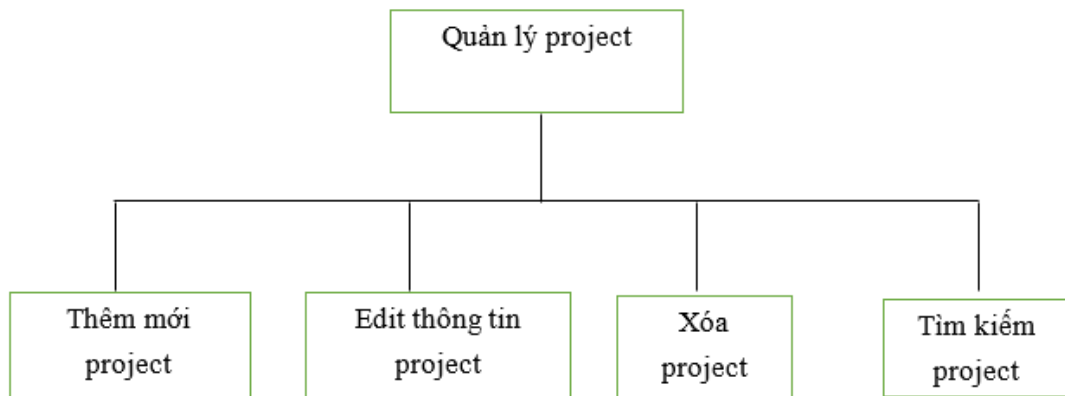 Quản lý project
Thêm mới
project
Edit thông tin
project
Xóa
project
Tìm kiếm
project